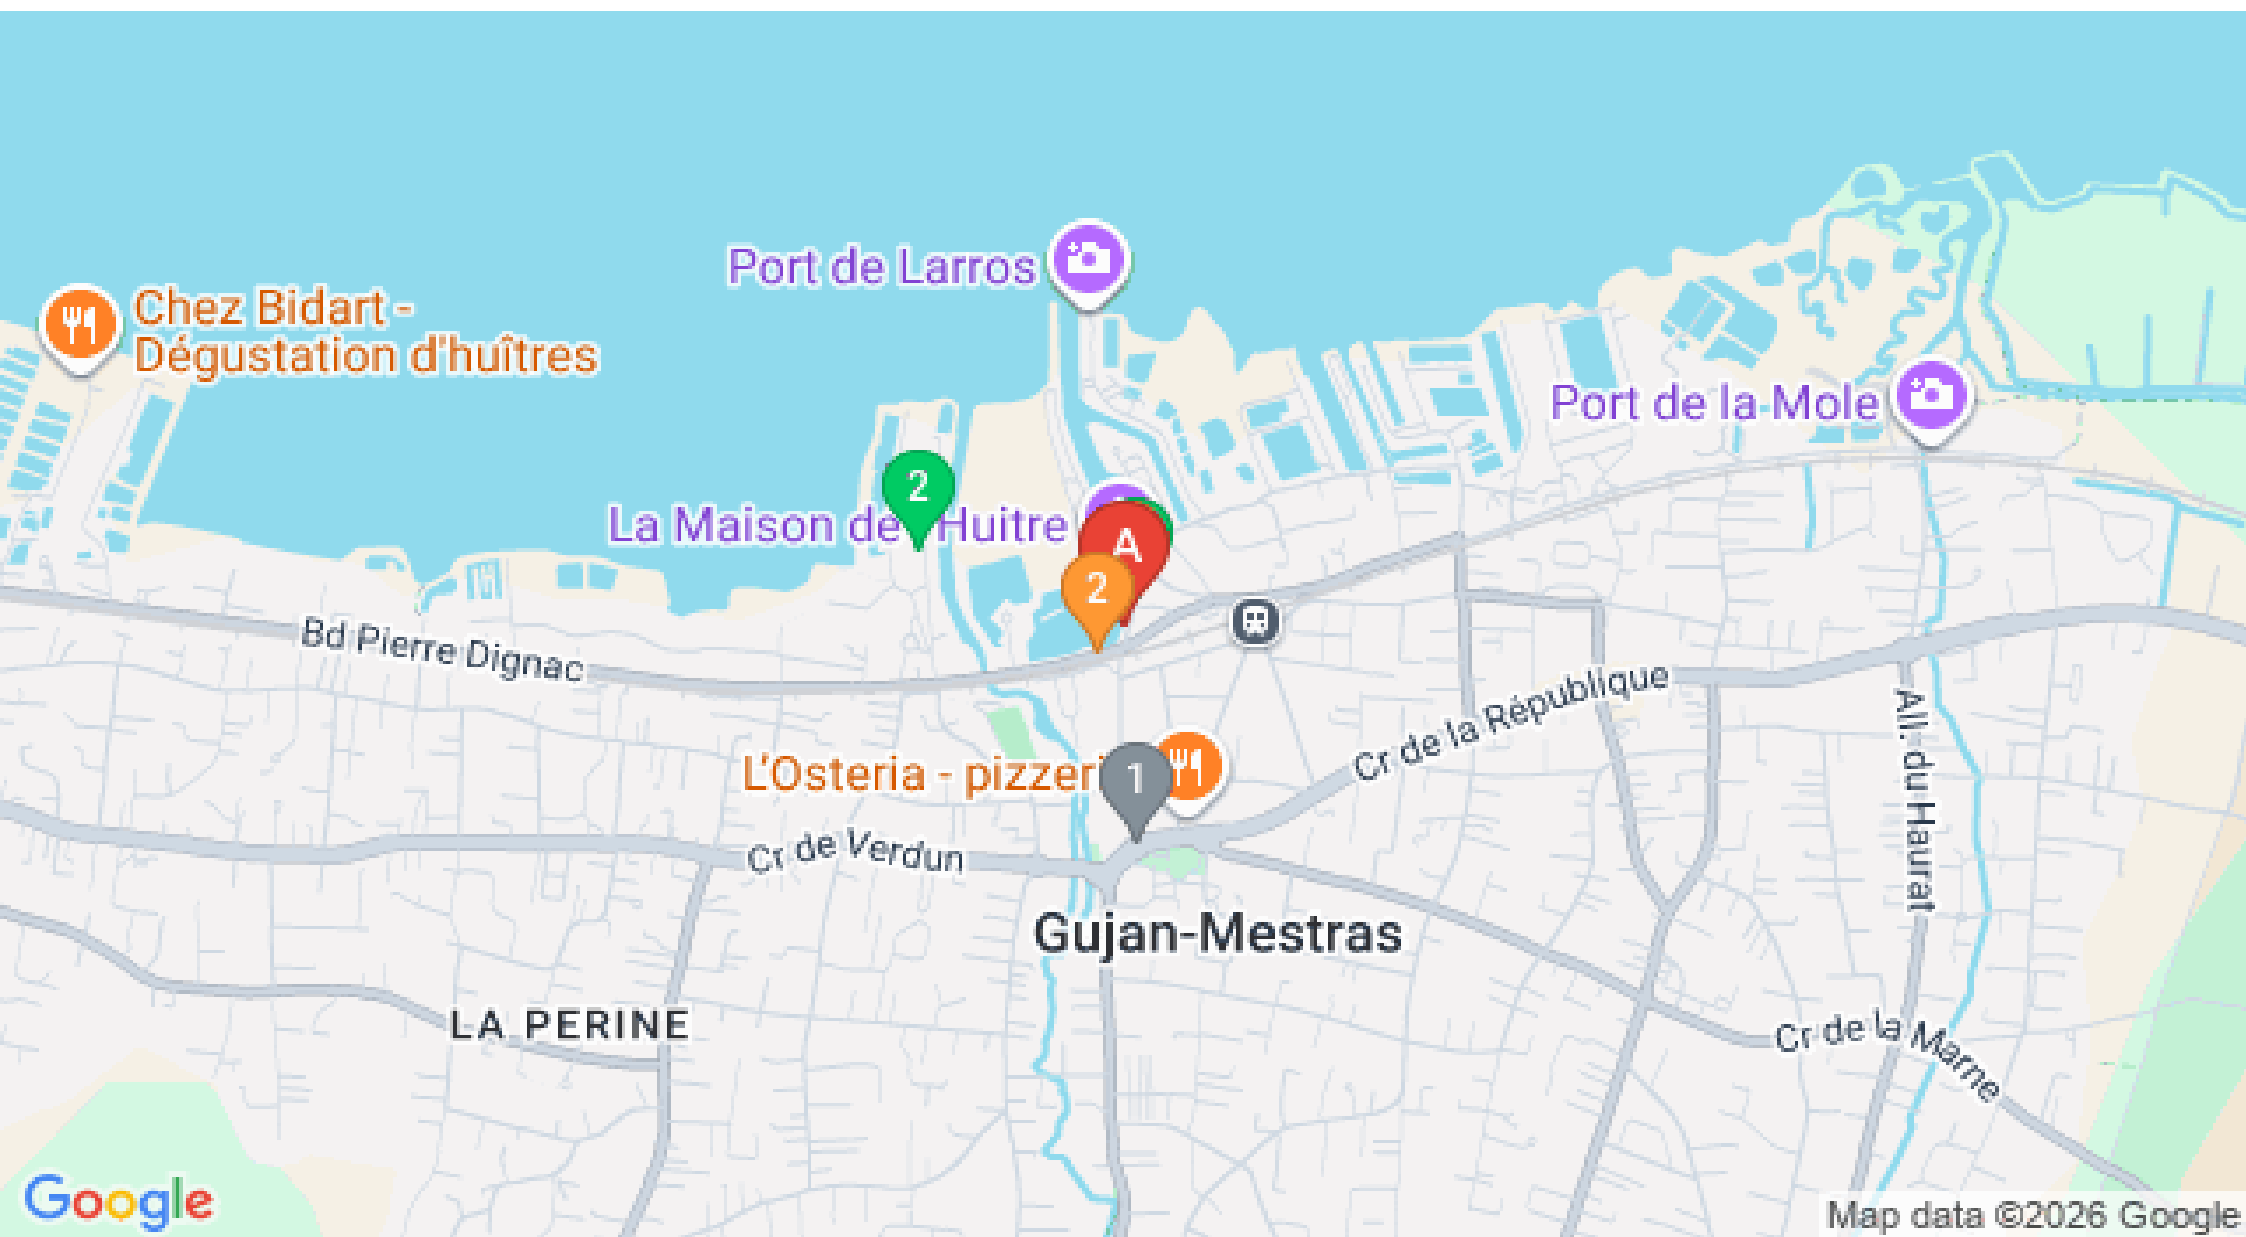 Port de Larros
Chez Bidart -
Dégustation d'huîtres
Port de la Mole
2
La Maison de Huitre
A
2
Bd Pierre Dignac
Cr de la République
All. du Haurat
L'Osteria - pizzeri
1
Cr de Verdun
Gujan-Mestras
LA PERINE
Cr de la Marne
Google
Map data ©2026 Google